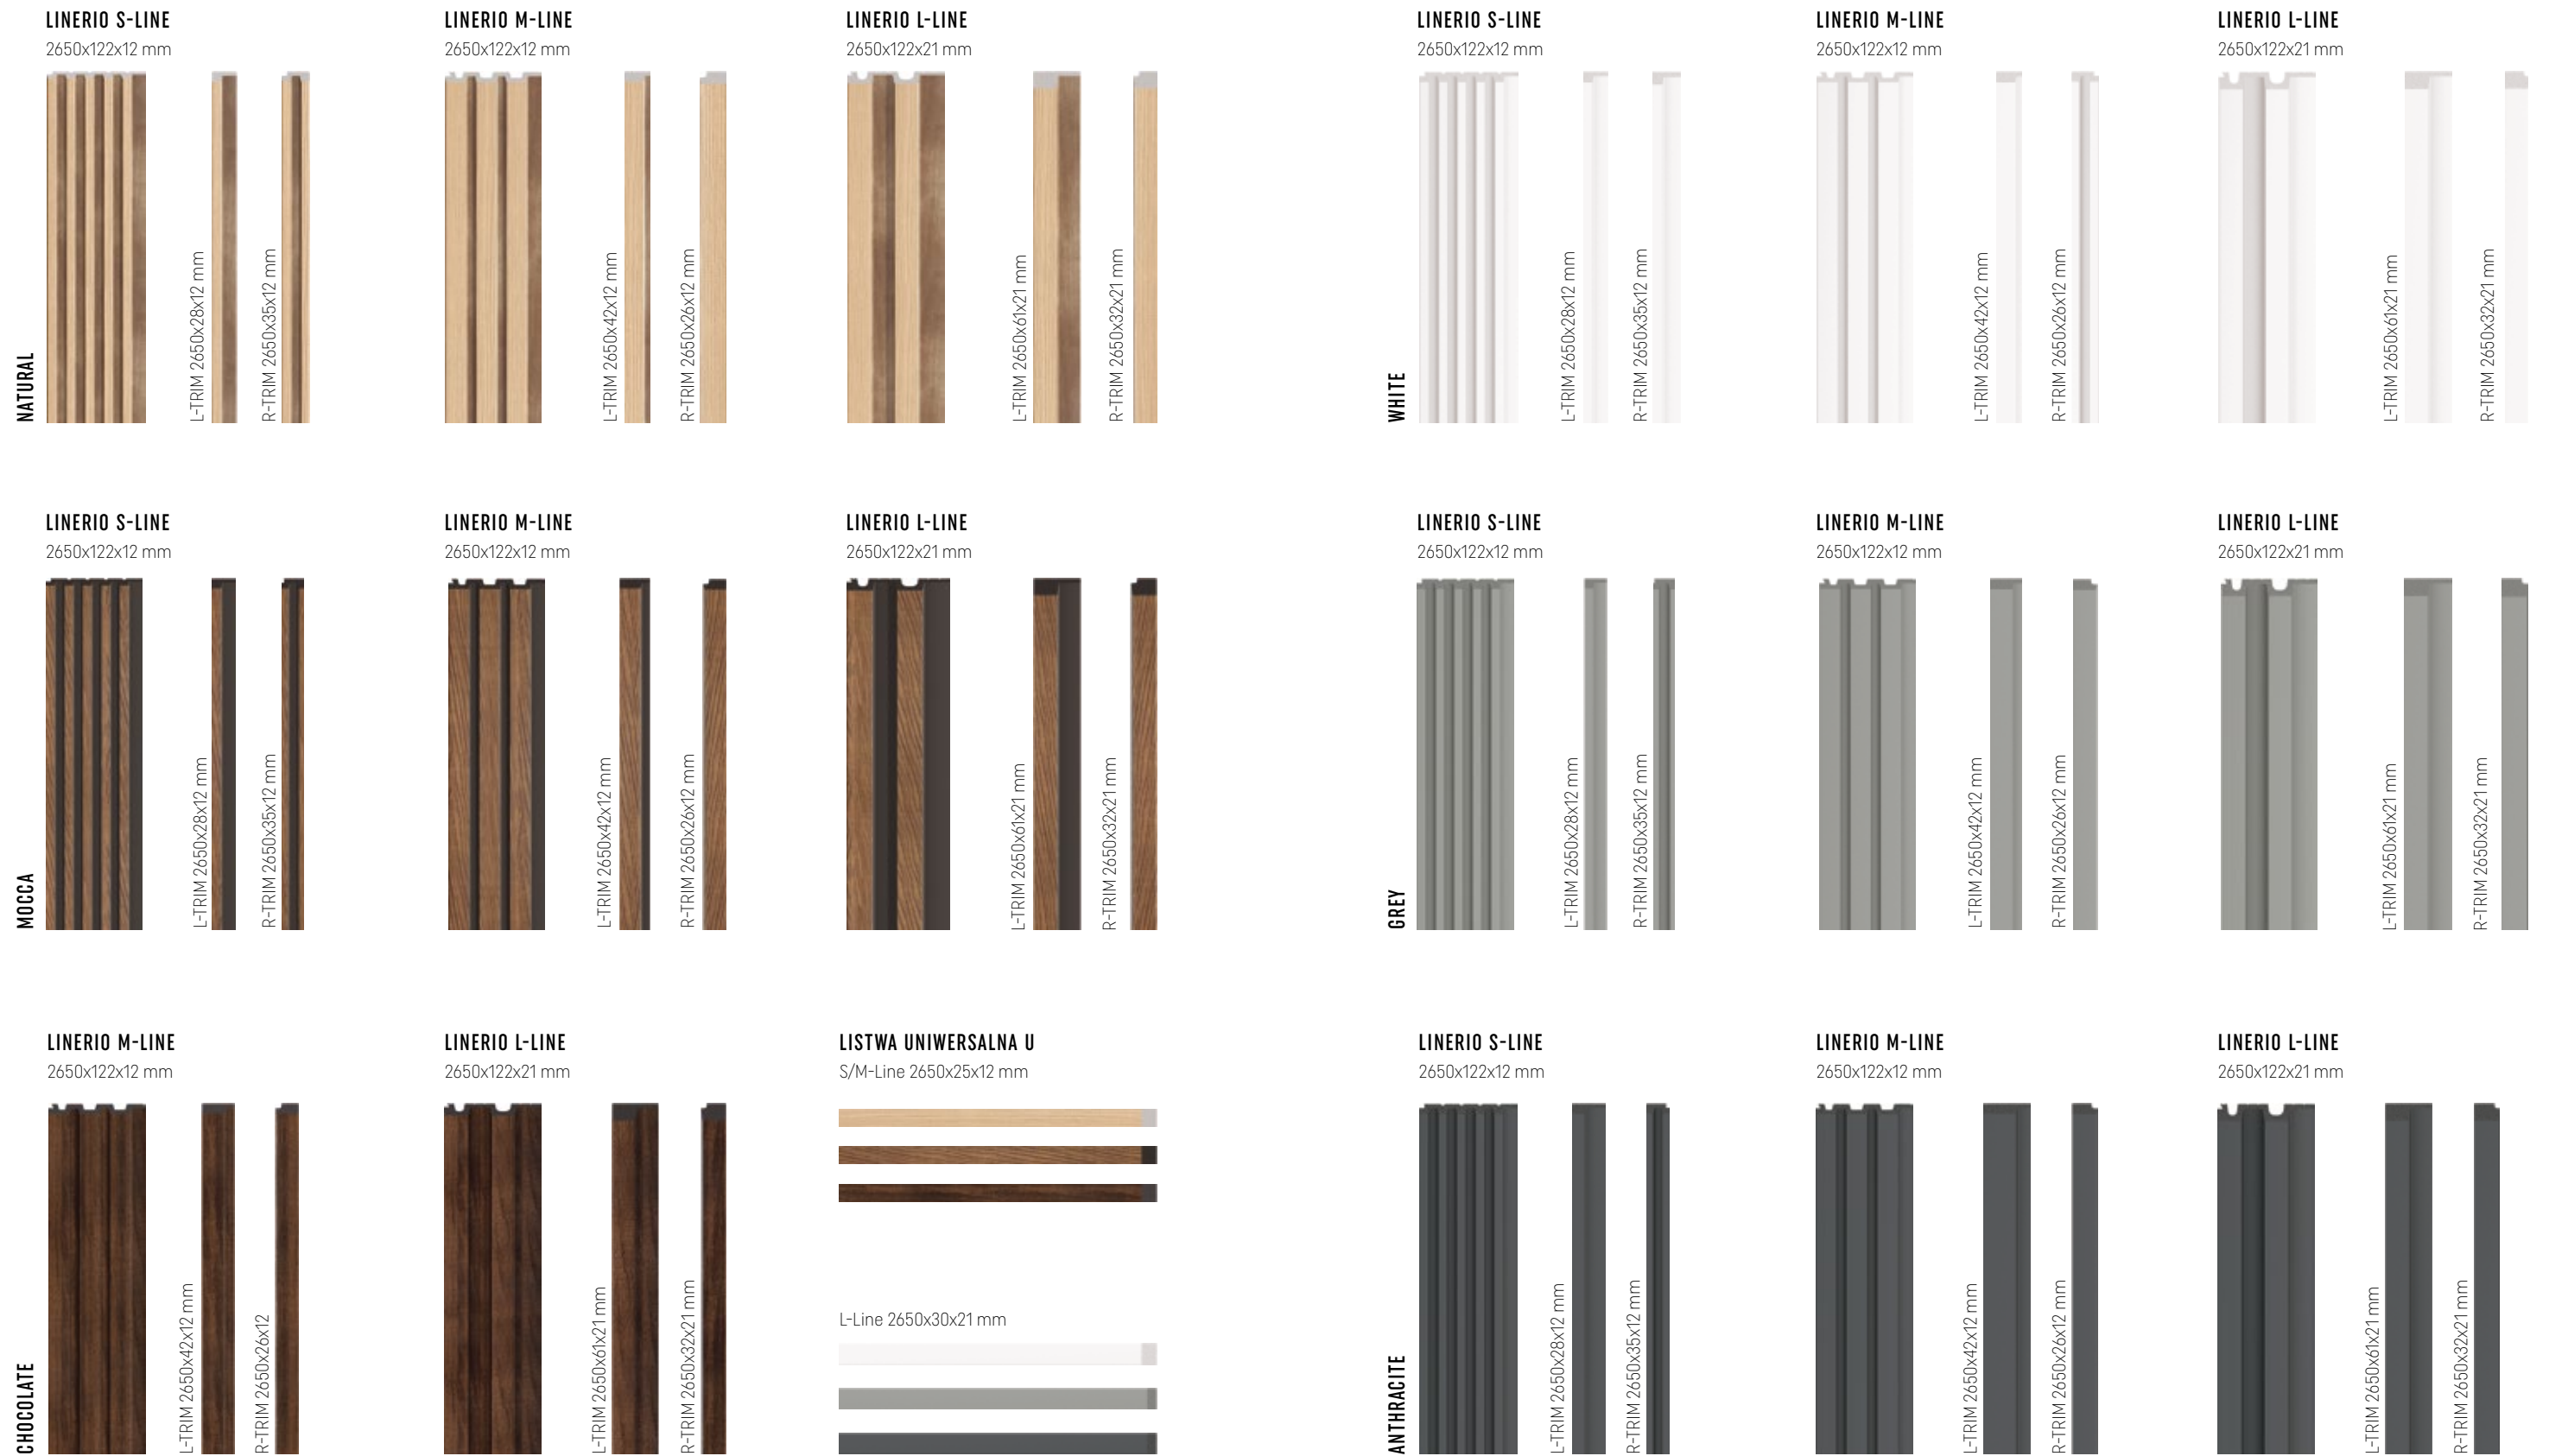 LINERIO S-LINE
2650x122x12 mm
L-TRIM 2650x28x12 mm
R-TRIM 2650x35x12 mm
LINERIO M-LINE
2650x122x12 mm
L-TRIM 2650x42x12 mm
R-TRIM 2650x26x12 mm
LINERIO L-LINE
2650x122x21 mm
L-TRIM 2650x61x21 mm
R-TRIM 2650x32x21 mm
NATURAL
LINERIO S-LINE
2650x122x12 mm
L-TRIM 2650x28x12 mm
R-TRIM 2650x35x12 mm
LINERIO M-LINE
2650x122x12 mm
L-TRIM 2650x42x12 mm
R-TRIM 2650x26x12 mm
LINERIO L-LINE
2650x122x21 mm
L-TRIM 2650x61x21 mm
R-TRIM 2650x32x21 mm
WHITE
LINERIO S-LINE
2650x122x12 mm
L-TRIM 2650x28x12 mm
R-TRIM 2650x35x12 mm
LINERIO M-LINE
2650x122x12 mm
L-TRIM 2650x42x12 mm
R-TRIM 2650x26x12 mm
LINERIO L-LINE
2650x122x21 mm
L-TRIM 2650x61x21 mm
R-TRIM 2650x32x21 mm
MOCCA
LINERIO S-LINE
2650x122x12 mm
L-TRIM 2650x28x12 mm
R-TRIM 2650x35x12 mm
LINERIO M-LINE
2650x122x12 mm
L-TRIM 2650x42x12 mm
R-TRIM 2650x26x12 mm
LINERIO L-LINE
2650x122x21 mm
L-TRIM 2650x61x21 mm
R-TRIM 2650x32x21 mm
GREY
LINERIO M-LINE
2650x122x12 mm
L-TRIM 2650x42x12 mm
R-TRIM 2650x26x12
LINERIO L-LINE
2650x122x21 mm
L-TRIM 2650x61x21 mm
R-TRIM 2650x32x21 mm
CHOCOLATE
LISTWA UNIWERSALNA U
S/M-Line 2650x25x12 mm
L-Line 2650x30x21 mm
LINERIO S-LINE
2650x122x12 mm
L-TRIM 2650x28x12 mm
R-TRIM 2650x35x12 mm
LINERIO M-LINE
2650x122x12 mm
L-TRIM 2650x42x12 mm
R-TRIM 2650x26x12 mm
LINERIO L-LINE
2650x122x21 mm
L-TRIM 2650x61x21 mm
R-TRIM 2650x32x21 mm
ANTHRACITE